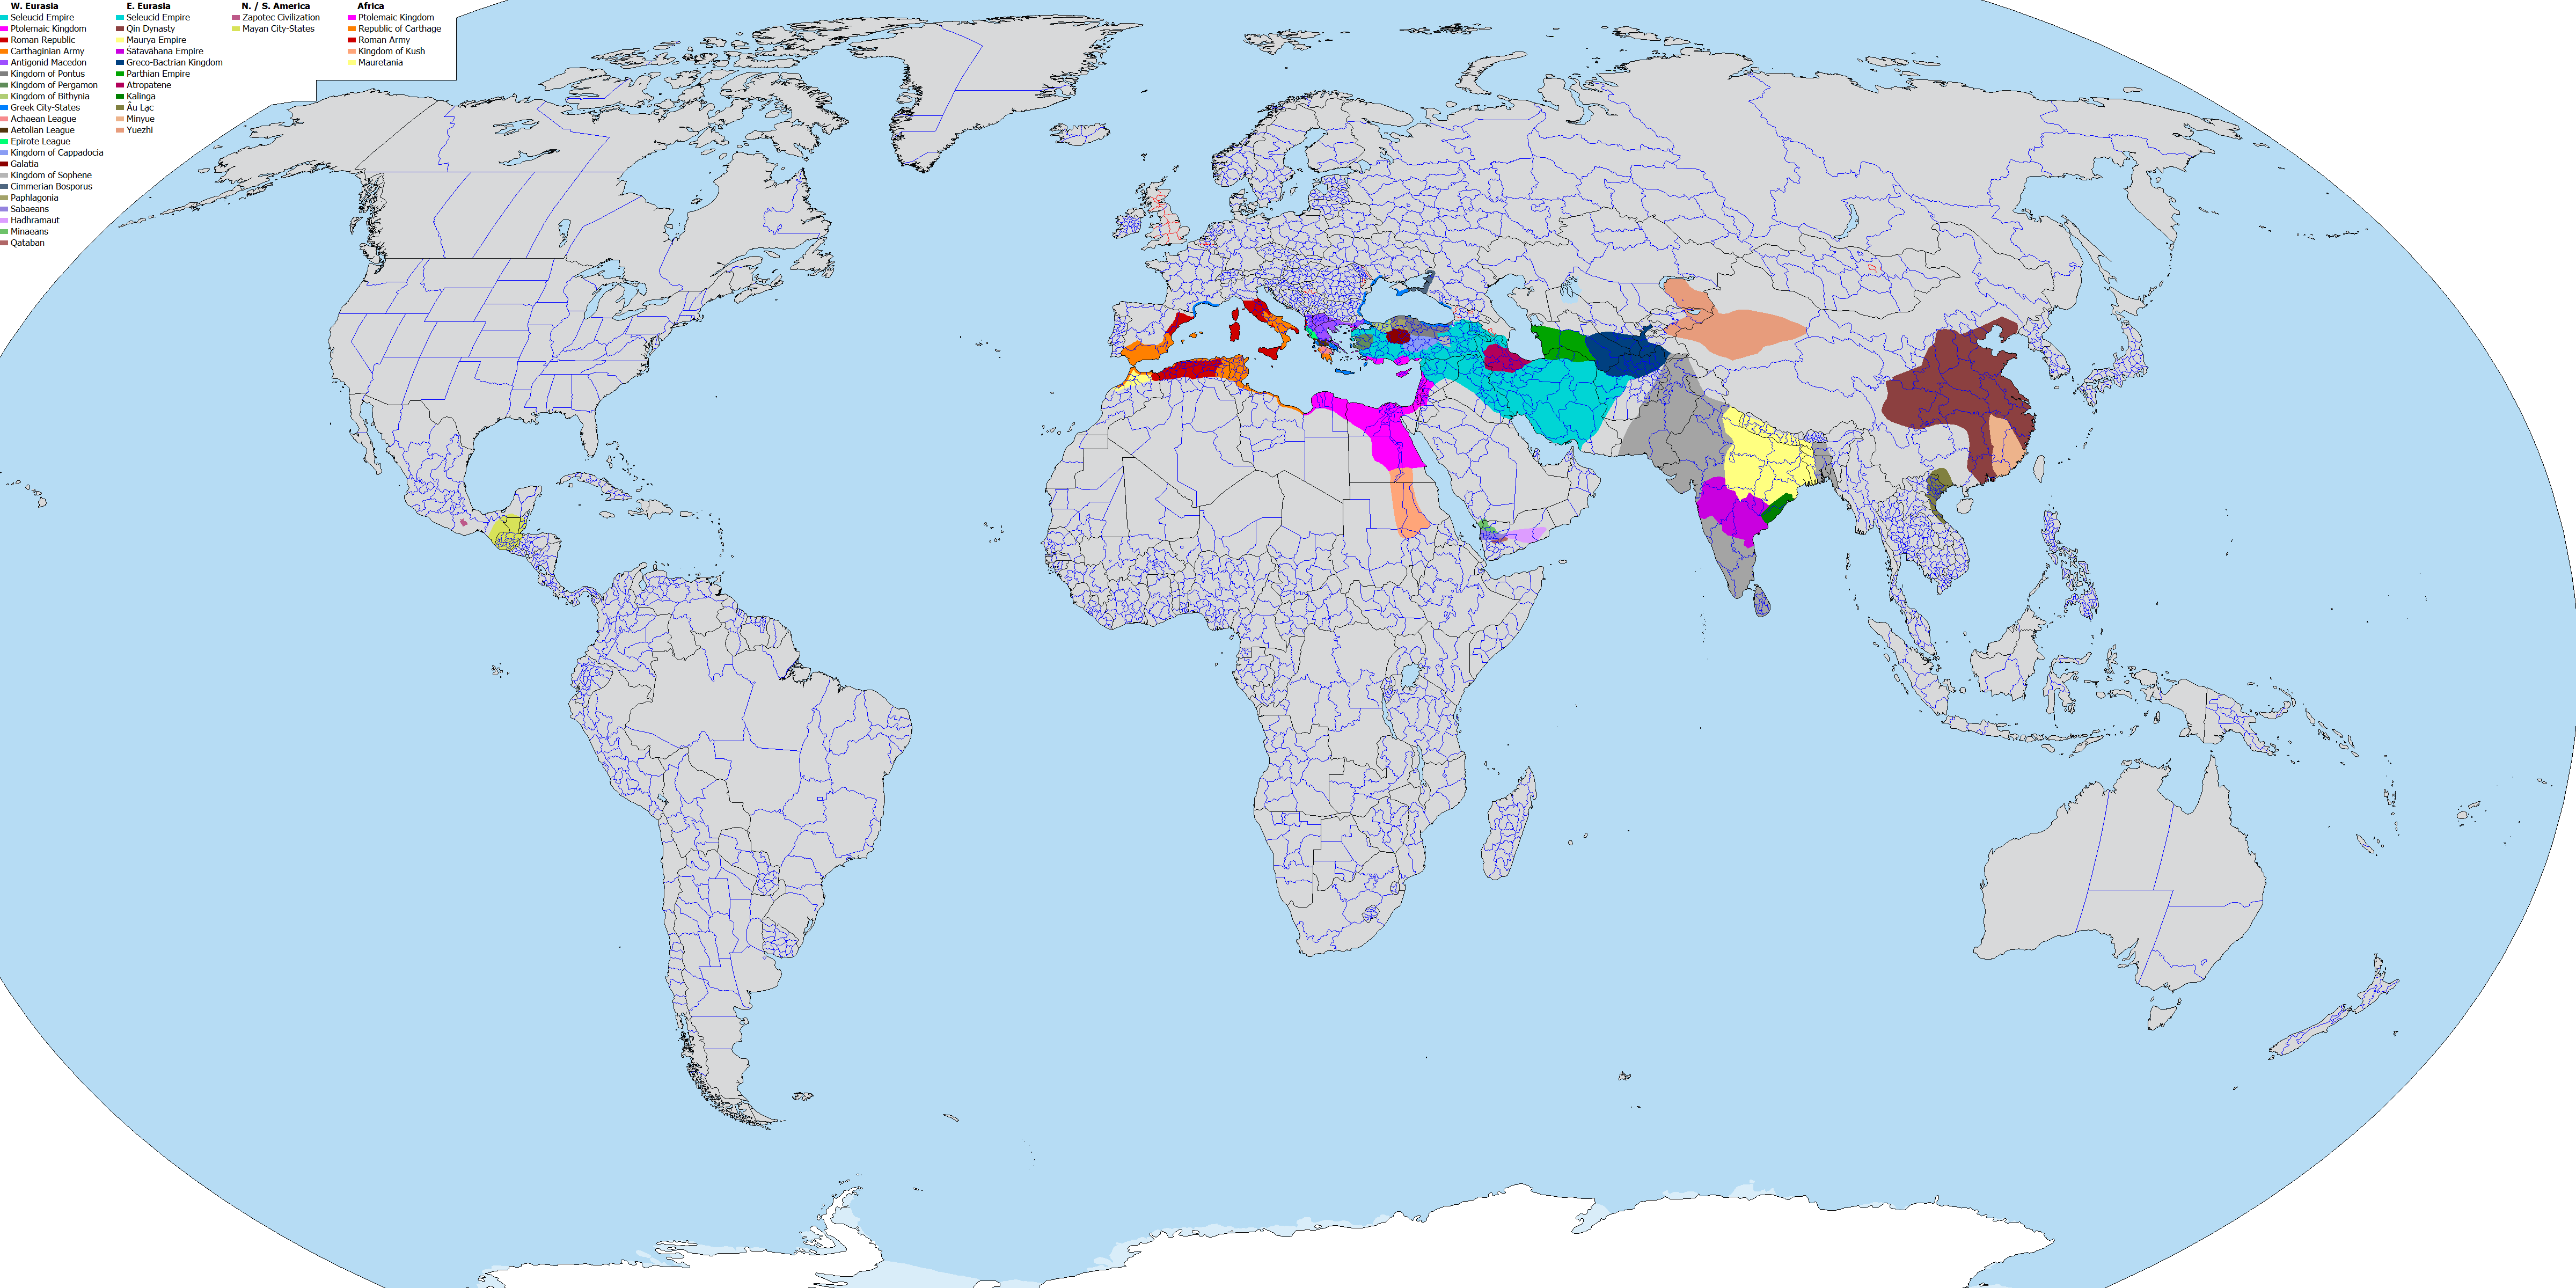 W. Eurasia
Seleucid Empire
Ptolemaic Kingdom
Roman Republic
Carthaginian Army
Antigonid Macedon
Kingdom of Pontus
Kingdom of Pergamon
Kingdom of Bithynia
Greek City-States
Achaean League
Aetolian League
Epirote League
Kingdom of Cappadocia
Galatia
Kingdom of Sophene
Cimmerian Bosporus
Paphlagonia
Sabaeans
Hadhramaut
Minaeans
Qataban
E. Eurasia
Seleucid Empire
Qin Dynasty
Maurya Empire
Śātavāhana Empire
Greco-Bactrian Kingdom
Parthian Empire
Atropatene
Kalinga
Âu Lạc
Minyue
Yuezhi
N. / S. America
Zapotec Civilization
Mayan City-States
Africa
Ptolemaic Kingdom
Republic of Carthage
Roman Army
Kingdom of Kush
Mauretania